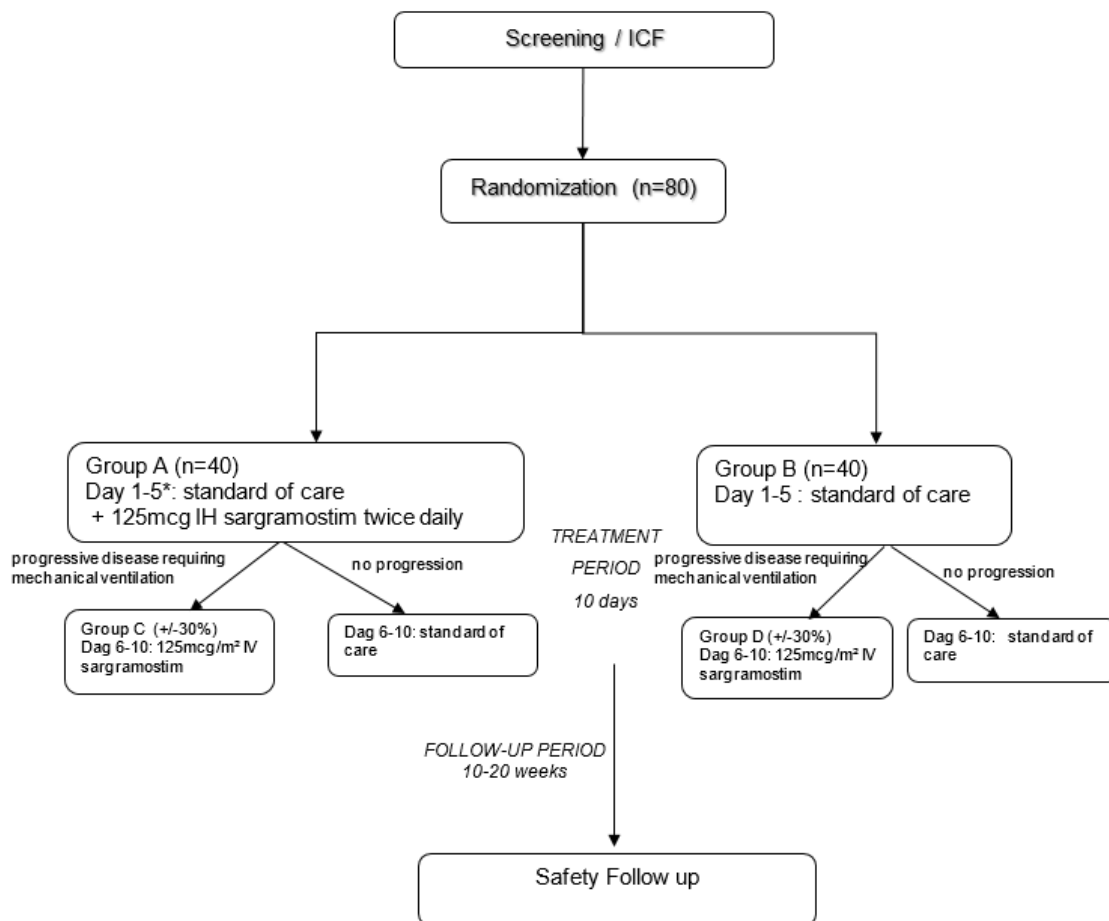 Screening / ICF
Randomization (n=80)
Group A (n=40)
Day 1-5*: standard of care
+ 125mcg IH sargramostim twice daily
Group B (n=40)
Day 1-5 : standard of care
progressive disease requiring
mechanical ventilation
no progression
TREATMENT
PERIOD
10 days
progressive disease requiring
mechanical ventilation
no progression
Group C (+/-30%)
Dag 6-10: 125mcg/m² IV
sargramostim
Dag 6-10: standard of
care
Group D (+/-30%)
Dag 6-10: 125mcg/m² IV
sargramostim
Dag 6-10: standard of
care
FOLLOW-UP PERIOD
10-20 weeks
Safety Follow up